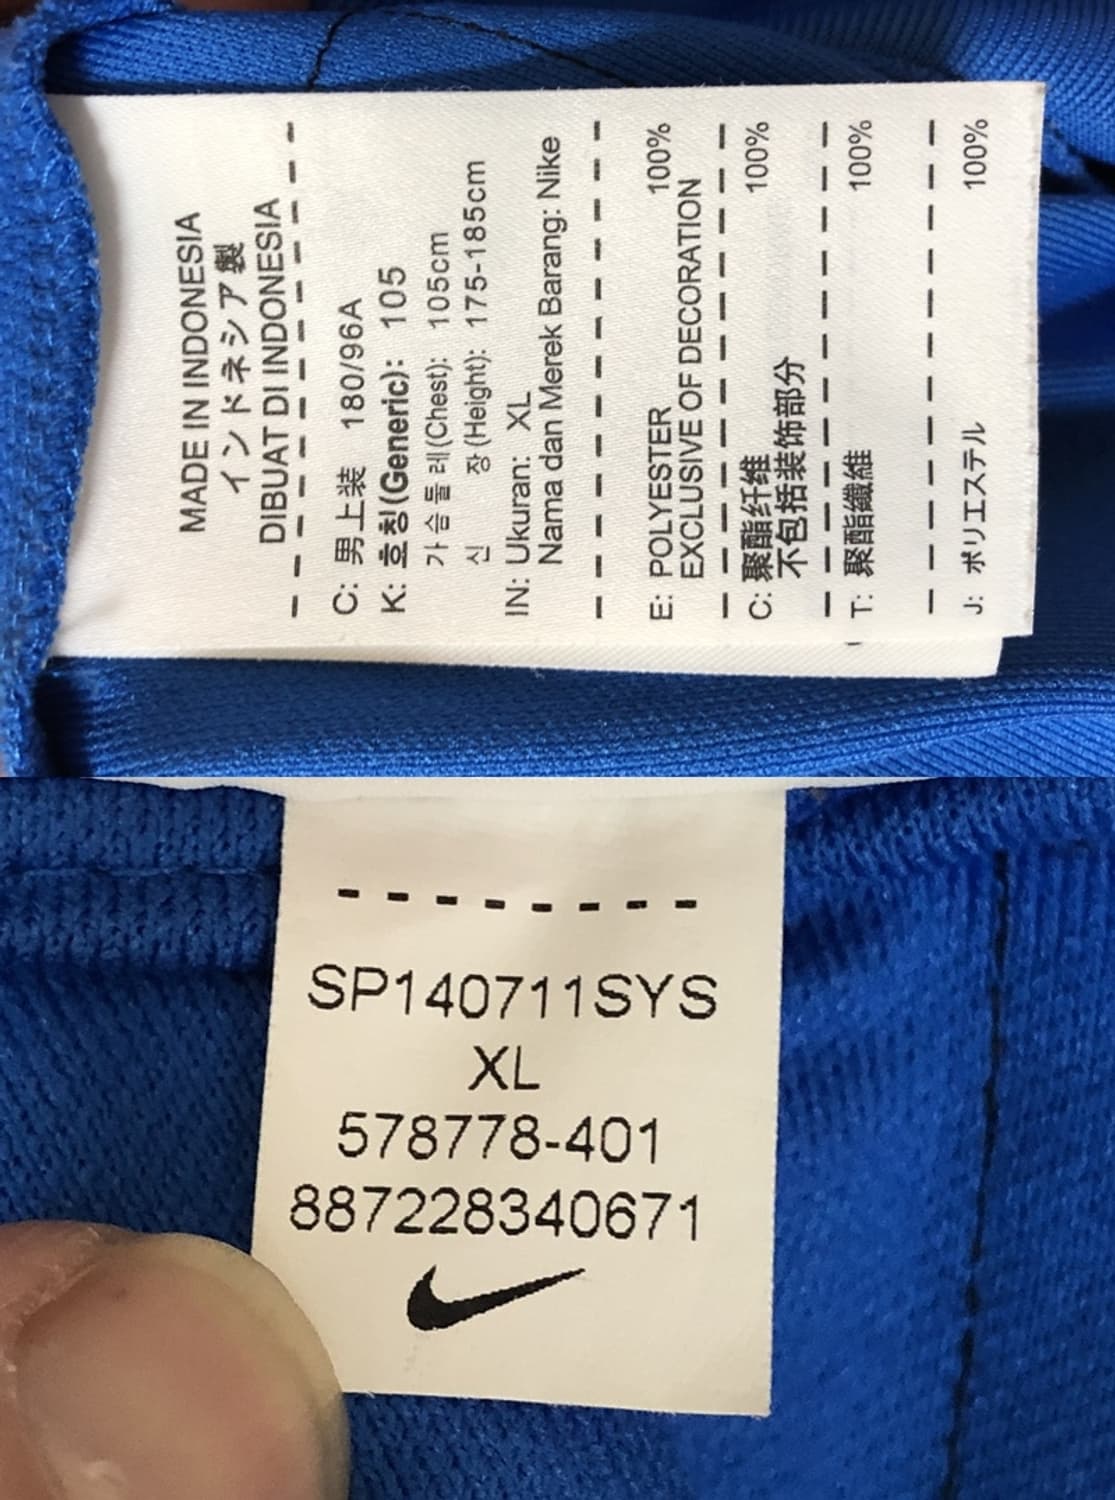 MADE IN INDONESIA
インドネシア製
DIBUAT DI INDONESIA
C: 男上装 180/96A
K: 호칭(Generic): 105
가슴둘레(Chest): 105cm
신 장(Height): 175-185cm
IN: Ukuran: XL
Nama dan Merek Barang: Nike
E: POLYESTER 100%
EXCLUSIVE OF DECORATION
C: 聚酯纤维 100%
不包括装饰部分
T: 聚酯纖維 100%
J: ポリエステル 100%
SP140711SYS
XL
578778-401
887228340671